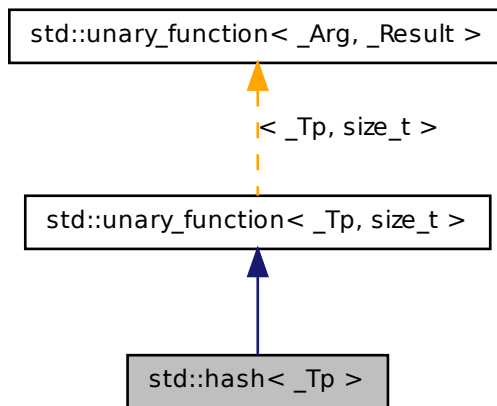 std::unary_function< _Arg, _Result >
< _Tp, size_t >
std::unary_function< _Tp, size_t >
std::hash< _Tp >